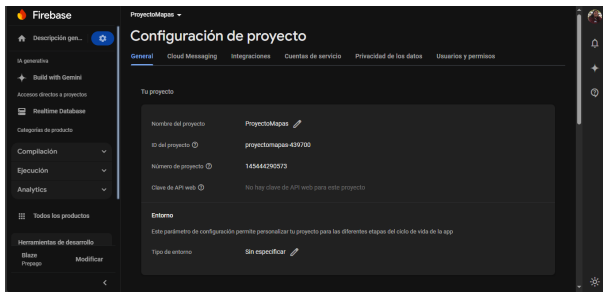 Firebase
ProyectoMapas
Descripción gen...
Configuración de proyecto
General Cloud Messaging Integraciones Cuentas de servicio Privacidad de los datos Usuarios y permisos
IA generativa
Build with Gemini
Accesos directos a proyectos
Realtime Database
Categorías de producto
Compilación
Ejecución
Analytics
Todos los productos
Herramientas de desarrollo
Blaze
Prepago
Modificar
Tu proyecto
Nombre del proyecto ProyectoMapas
ID del proyecto proyectomapas-439700
Número de proyecto 145444290573
Clave de API web No hay clave de API web para este proyecto
Entorno
Este parámetro de configuración permite personalizar tu proyecto para las diferentes etapas del ciclo de vida de la app
Tipo de entorno Sin especificar